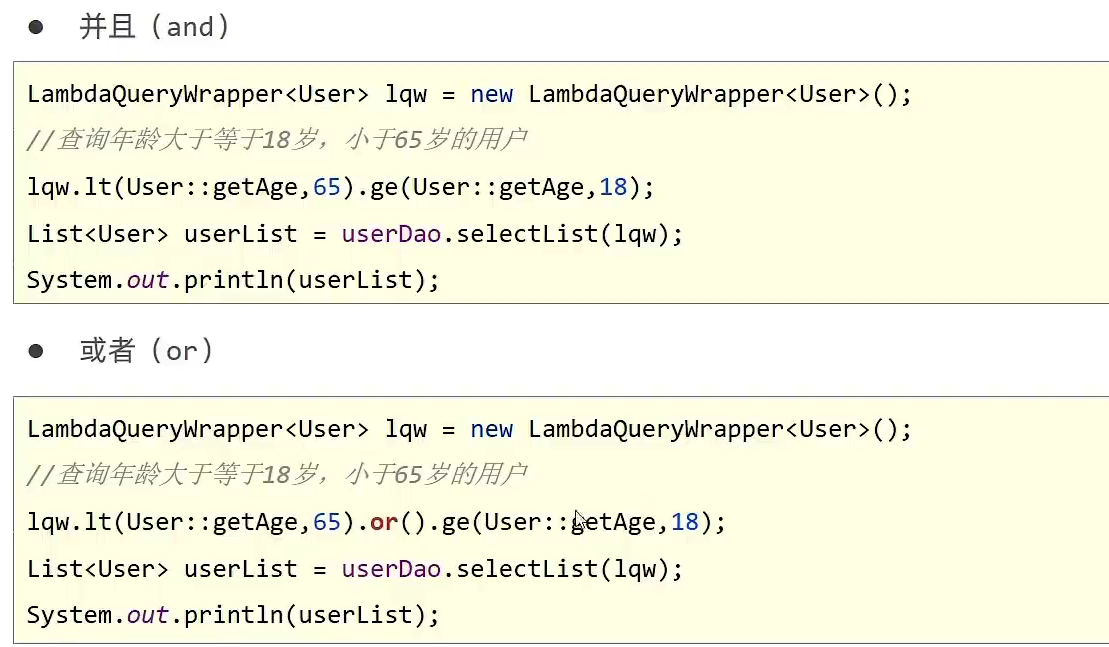 ● 并且（and）
LambdaQueryWrapper<User> lqw = new LambdaQueryWrapper<User>();
//查询年龄大于等于18岁，小于65岁的用户
lqw.lt(User::getAge,65).ge(User::getAge,18);
List<User> userList = userDao.selectList(lqw);
System.out.println(userList);
● 或者（or）
LambdaQueryWrapper<User> lqw = new LambdaQueryWrapper<User>();
//查询年龄大于等于18岁，小于65岁的用户
lqw.lt(User::getAge,65).or().ge(User::getAge,18);
List<User> userList = userDao.selectList(lqw);
System.out.println(userList);